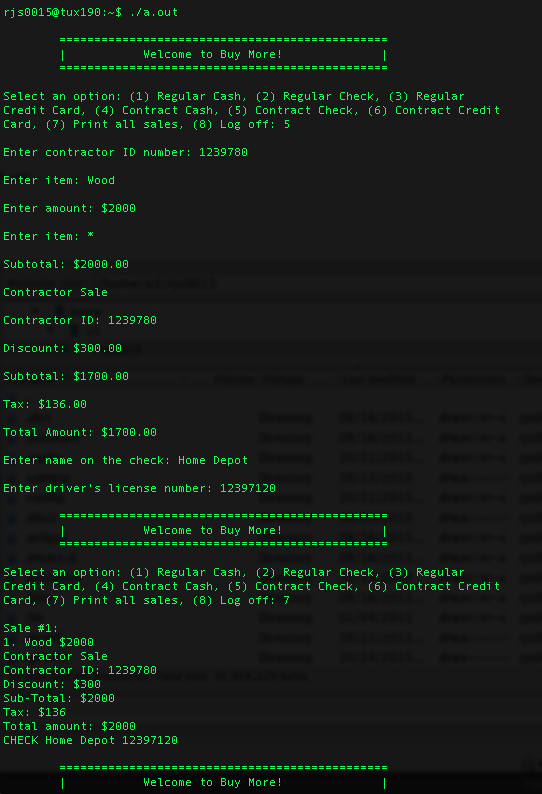 rjs0015@tux190:~$ ./a.out
===============================================
| Welcome to Buy More! |
===============================================
Select an option: (1) Regular Cash, (2) Regular Check, (3) Regular
Credit Card, (4) Contract Cash, (5) Contract Check, (6) Contract Credit
Card, (7) Print all sales, (8) Log off: 5
Enter contractor ID number: 1239780
Enter item: Wood
Enter amount: $2000
Enter item: *
Subtotal: $2000.00
Contractor Sale
Contractor ID: 1239780
Discount: $300.00
Subtotal: $1700.00
Tax: $136.00
Total Amount: $1700.00
Enter name on the check: Home Depot
Enter driver's license number: 12397120
===============================================
| Welcome to Buy More! |
===============================================
Select an option: (1) Regular Cash, (2) Regular Check, (3) Regular
Credit Card, (4) Contract Cash, (5) Contract Check, (6) Contract Credit
Card, (7) Print all sales, (8) Log off: 7
Sale #1:
1. Wood $2000
Contractor Sale
Contractor ID: 1239780
Discount: $300
Sub-Total: $2000
Tax: $136
Total amount: $2000
CHECK Home Depot 12397120
===============================================
| Welcome to Buy More! |